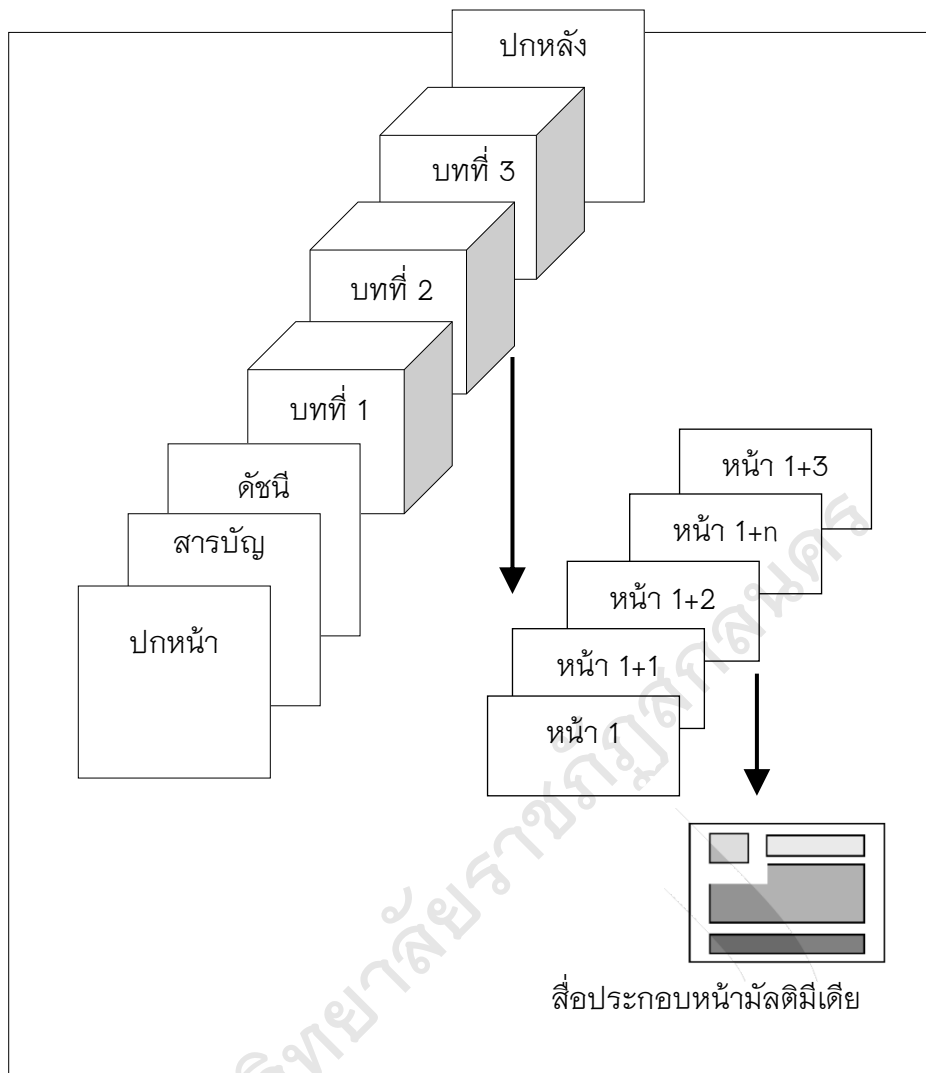 ปกหลัง
บทที่ 3
บทที่ 2
บทที่ 1
ดัชนี
สารบัญ
ปกหน้า
หน้า 1+3
หน้า 1+n
หน้า 1+2
หน้า 1+1
หน้า 1
สื่อประกอบหน้ามัลติมีเดีย